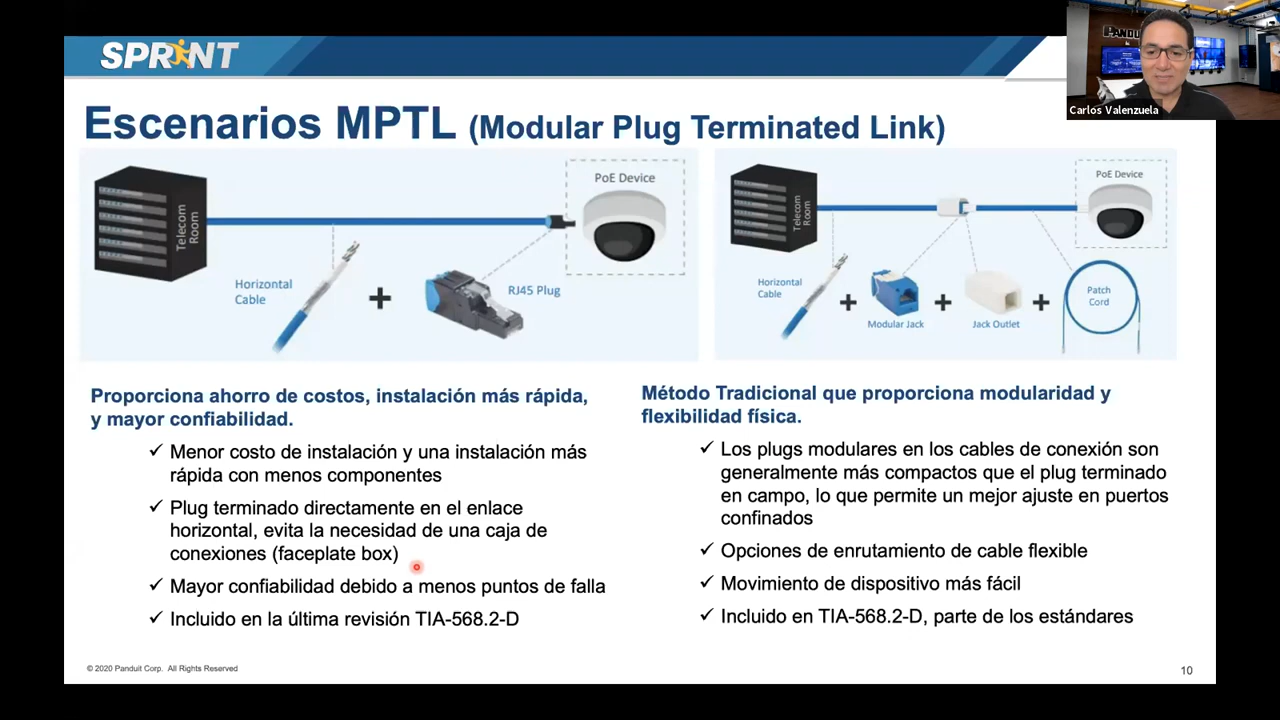 SPRINT
PANDUIT
Carlos Valenzuela
Escenarios MPTL (Modular Plug Terminated Link)
Telecom Room
PoE Device
Horizontal
Cable
+
RJ45 Plug
Telecom Room
PoE Device
Horizontal
Cable
+
Modular Jack
+
Jack Outlet
+
Patch
Cord
Proporciona ahorro de costos, instalación más rápida,
y mayor confiabilidad.
✓ Menor costo de instalación y una instalación más
rápida con menos componentes
✓ Plug terminado directamente en el enlace
horizontal, evita la necesidad de una caja de
conexiones (faceplate box)
✓ Mayor confiabilidad debido a menos puntos de falla
✓ Incluido en la última revisión TIA-568.2-D
Método Tradicional que proporciona modularidad y
flexibilidad física.
✓ Los plugs modulares en los cables de conexión son
generalmente más compactos que el plug terminado
en campo, lo que permite un mejor ajuste en puertos
confinados
✓ Opciones de enrutamiento de cable flexible
✓ Movimiento de dispositivo más fácil
✓ Incluido en TIA-568.2-D, parte de los estándares
© 2020 Panduit Corp. All Rights Reserved
10